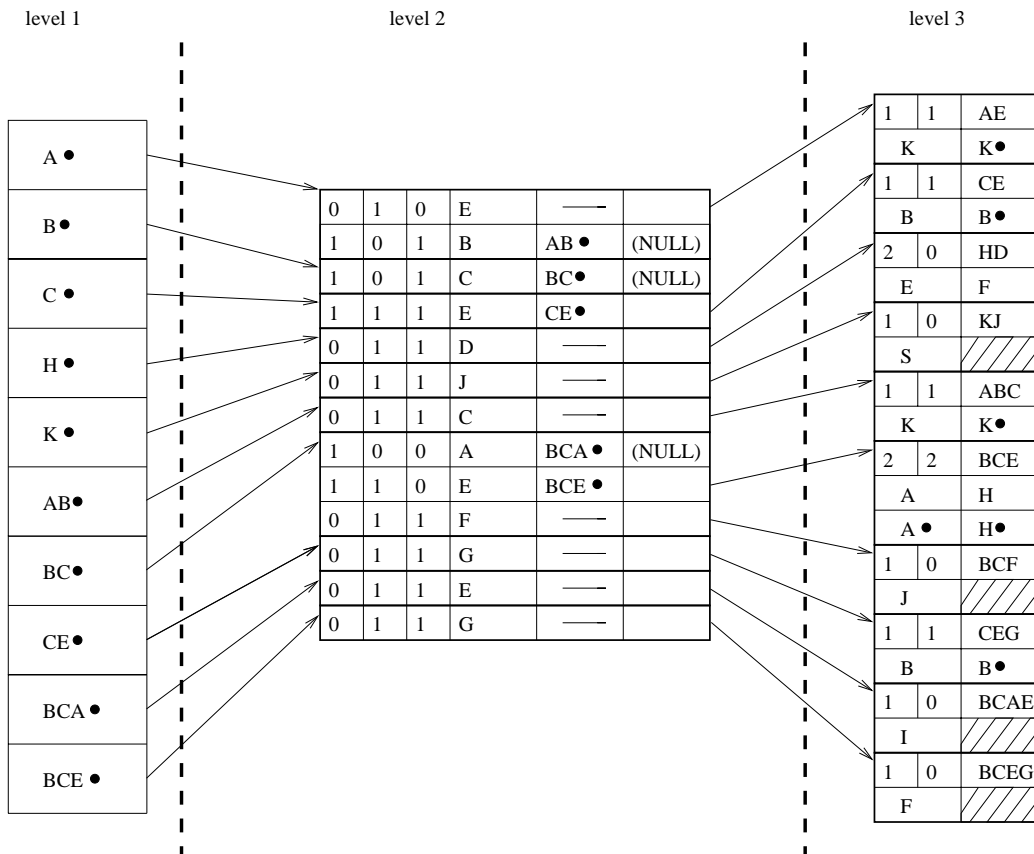 level 1 level 2 level 3
A ●
B ●
C ●
H ●
K ●
AB ●
BC ●
CE ●
BCA ●
BCE ●
0 1 0 E —
1 0 1 B AB ● (NULL)
1 0 1 C BC ● (NULL)
1 1 1 E CE ●
0 1 1 D —
0 1 1 J —
0 1 1 C —
1 0 0 A BCA ● (NULL)
1 1 0 E BCE ●
0 1 1 F —
0 1 1 G —
0 1 1 E —
0 1 1 G —
1 1 AE
K K ●
1 1 CE
B B ●
2 0 HD
E F
1 0 KJ
S
1 1 ABC
K K ●
2 2 BCE
A H
A ● H ●
1 0 BCF
J
1 1 CEG
B B ●
1 0 BCAE
I
1 0 BCEG
F